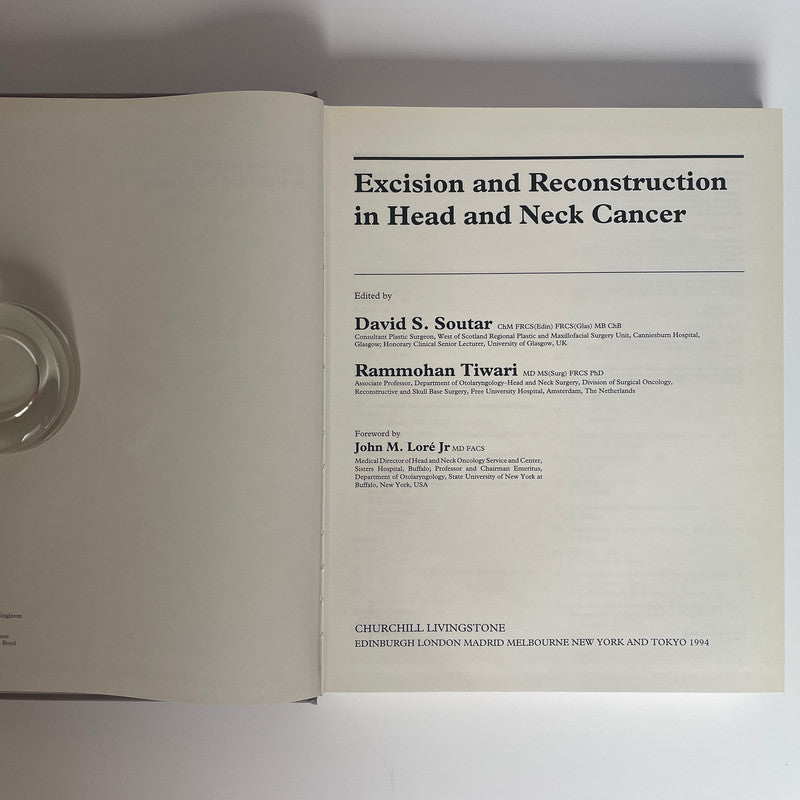 ingleton
son
Boyd
Excision and Reconstruction
in Head and Neck Cancer
Edited by
David S. Soutar ChM FRCS(Edin) FRCS(Glas) MB ChB
Consultant Plastic Surgeon, West of Scotland Regional Plastic and Maxillofacial Surgery Unit, Canniesburn Hospital,
Glasgow; Honorary Clinical Senior Lecturer, University of Glasgow, UK
Rammohan Tiwari MD MS(Surg) FRCS PhD
Associate Professor, Department of Otolaryngology–Head and Neck Surgery, Division of Surgical Oncology,
Reconstructive and Skull Base Surgery, Free University Hospital, Amsterdam, The Netherlands
Foreword by
John M. Loré Jr MD FACS
Medical Director of Head and Neck Oncology Service and Center,
Sisters Hospital, Buffalo; Professor and Chairman Emeritus,
Department of Otolaryngology, State University of New York at
Buffalo, New York, USA
CHURCHILL LIVINGSTONE
EDINBURGH LONDON MADRID MELBOURNE NEW YORK AND TOKYO 1994